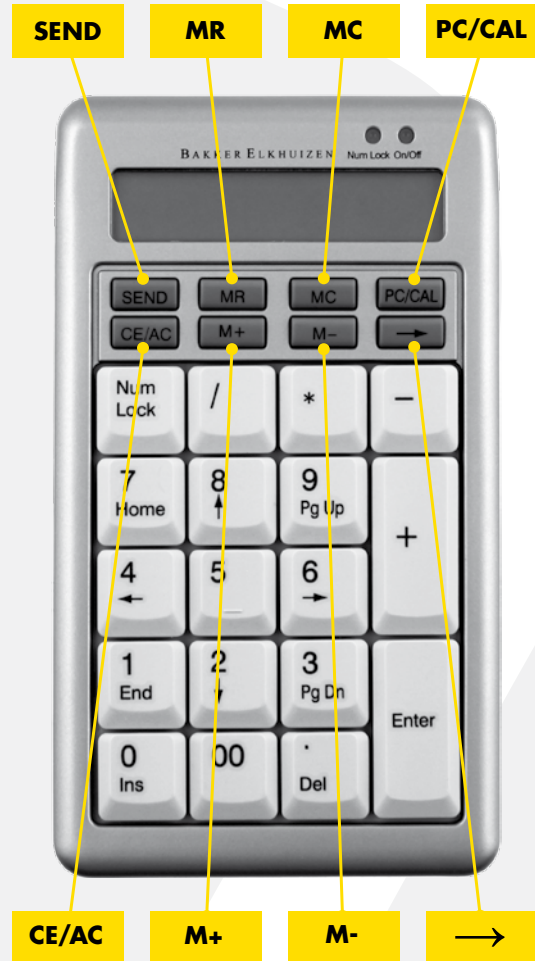 SEND MR MC PC/CAL
BAKKER ELKHUIZEN Num Lock On/Off
SEND MR MC PC/CAL
CE/AC M+ M- →
Num
Lock / * −
7 8 9
Home ↑ Pg Up
+
4 5 6
← _ →
1 2 3
End ↓ Pg Dn
Enter
0 00 .
Ins Del
CE/AC M+ M- →